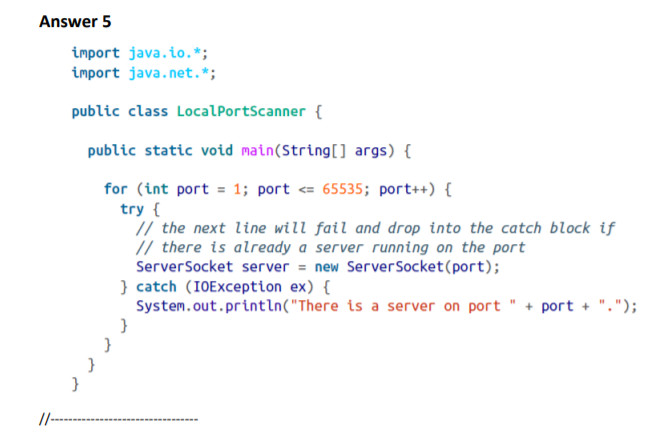 Answer 5
import java.io.*;
import java.net.*;
public class LocalPortScanner {
public static void main(String[] args) {
for (int port = 1; port <= 65535; port++) {
try {
// the next line will fail and drop into the catch block if
// there is already a server running on the port
ServerSocket server = new ServerSocket(port);
} catch (IOException ex) {
System.out.println("There is a server on port " + port + ".");
}
}
}
}
//---------------------------------